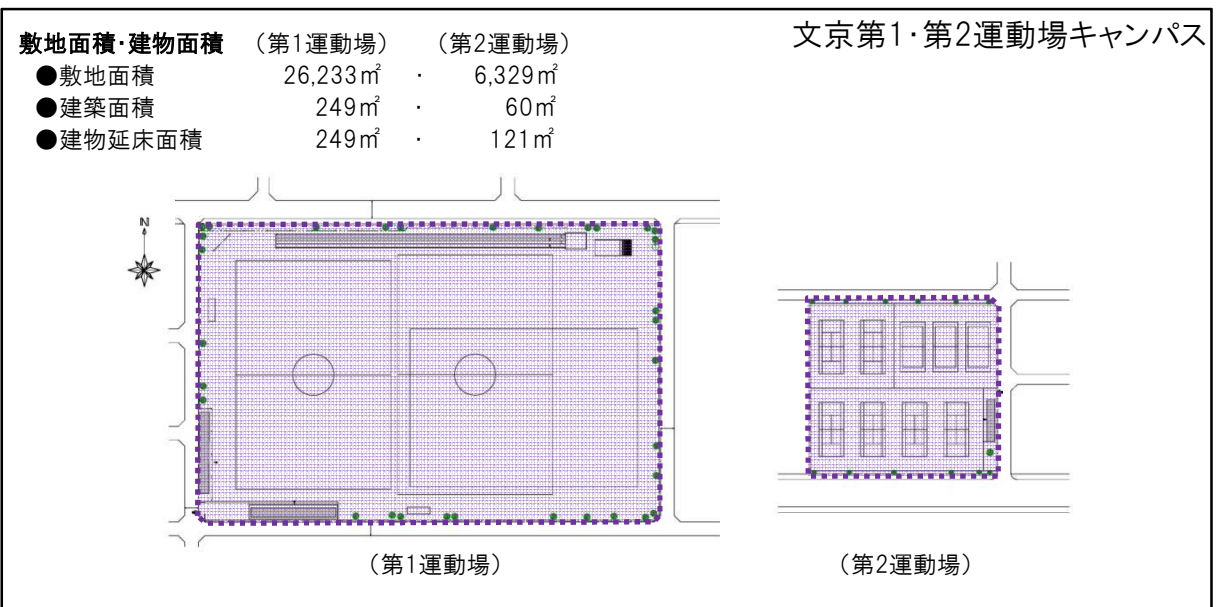 文京第1・第2運動場キャンパス
敷地面積・建物面積 （第1運動場） （第2運動場）
●敷地面積 26,233㎡ ・ 6,329㎡
●建築面積 249㎡ ・ 60㎡
●建物延床面積 249㎡ ・ 121㎡
N
（第1運動場） （第2運動場）